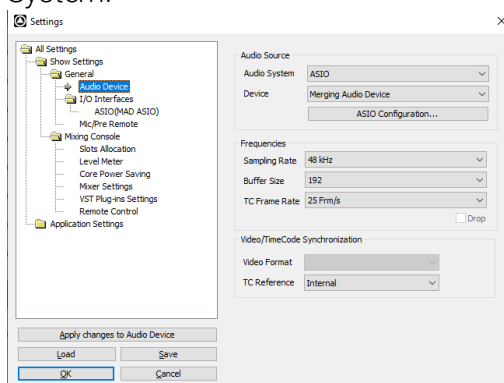 System.
Settings
All Settings
Show Settings
General
Audio Device
I/O Interfaces
ASIO(MAD ASIO)
Mic/Pre Remote
Mixing Console
Slots Allocation
Level Meter
Core Power Saving
Mixer Settings
VST Plug-ins Settings
Remote Control
Application Settings
Apply changes to Audio Device
Load Save
OK Cancel
Audio Source
Audio System ASIO
Device Merging Audio Device
ASIO Configuration...
Frequencies
Sampling Rate 48 kHz
Buffer Size 192
TC Frame Rate 25 Frm/s
Drop
Video/TimeCode Synchronization
Video Format
TC Reference Internal